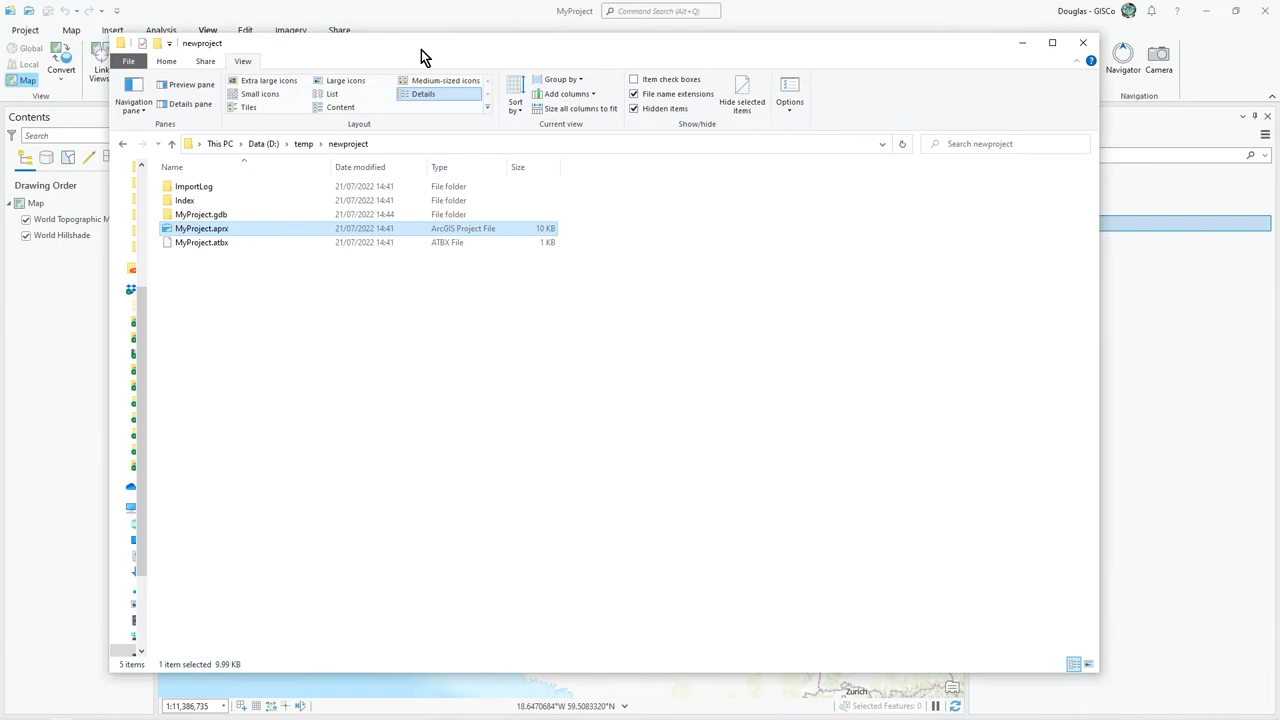 MyProject
Command Search (Alt+Q)
Douglas - GISCo
?
Project
Map
Insert
Analysis
View
Edit
Imagery
Share
newproject
Global
Local
Map
Convert
Link
Views
View
Navigator
Camera
Navigation
File
Home
Share
View
Navigation
pane
Preview pane
Details pane
Panes
Extra large icons
Large icons
Medium-sized icons
Small icons
List
Details
Tiles
Content
Layout
Sort
by
Group by
Add columns
Size all columns to fit
Current view
Item check boxes
File name extensions
Hidden items
Hide selected
items
Show/hide
Options
This PC
Data (D:)
temp
newproject
Search newproject
Name
Date modified
Type
Size
ImportLog
21/07/2022 14:41
File folder
Index
21/07/2022 14:41
File folder
MyProject.gdb
21/07/2022 14:44
File folder
MyProject.aprx
21/07/2022 14:41
ArcGIS Project File
10 KB
MyProject.atbx
21/07/2022 14:41
ATBX File
1 KB
5 items
1 item selected 9.99 KB
Contents
Search
Drawing Order
Map
World Topographic M
World Hillshade
Zurich
1:11,386,735
18.6470684°W 59.5083320°N
Selected Features: 0